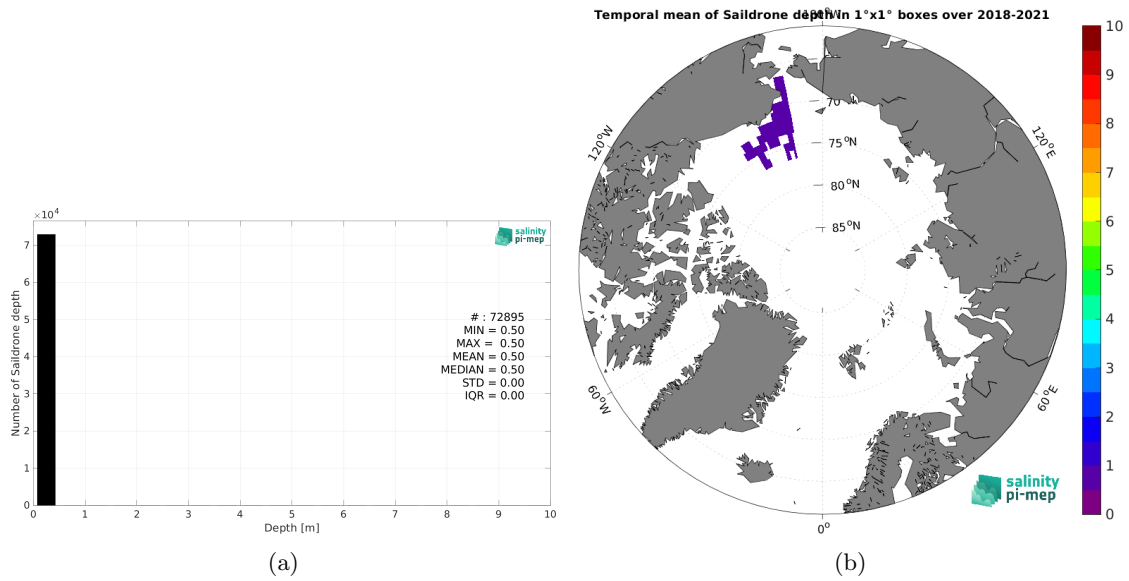 ×10⁴
7
6
5
4
3
2
1
0
Number of Saildrone depth
0 1 2 3 4 5 6 7 8 9 10
Depth [m]
salinity
pi-mep
# : 72895
MIN = 0.50
MAX = 0.50
MEAN = 0.50
MEDIAN = 0.50
STD = 0.00
IQR = 0.00
(a)
Temporal mean of Saildrone depth in 1°x1° boxes over 2018-2021
180°W
120°W
120°E
60°W
60°E
0°
70°N
75°N
80°N
85°N
10
9
8
7
6
5
4
3
2
1
0
salinity
pi-mep
(b)